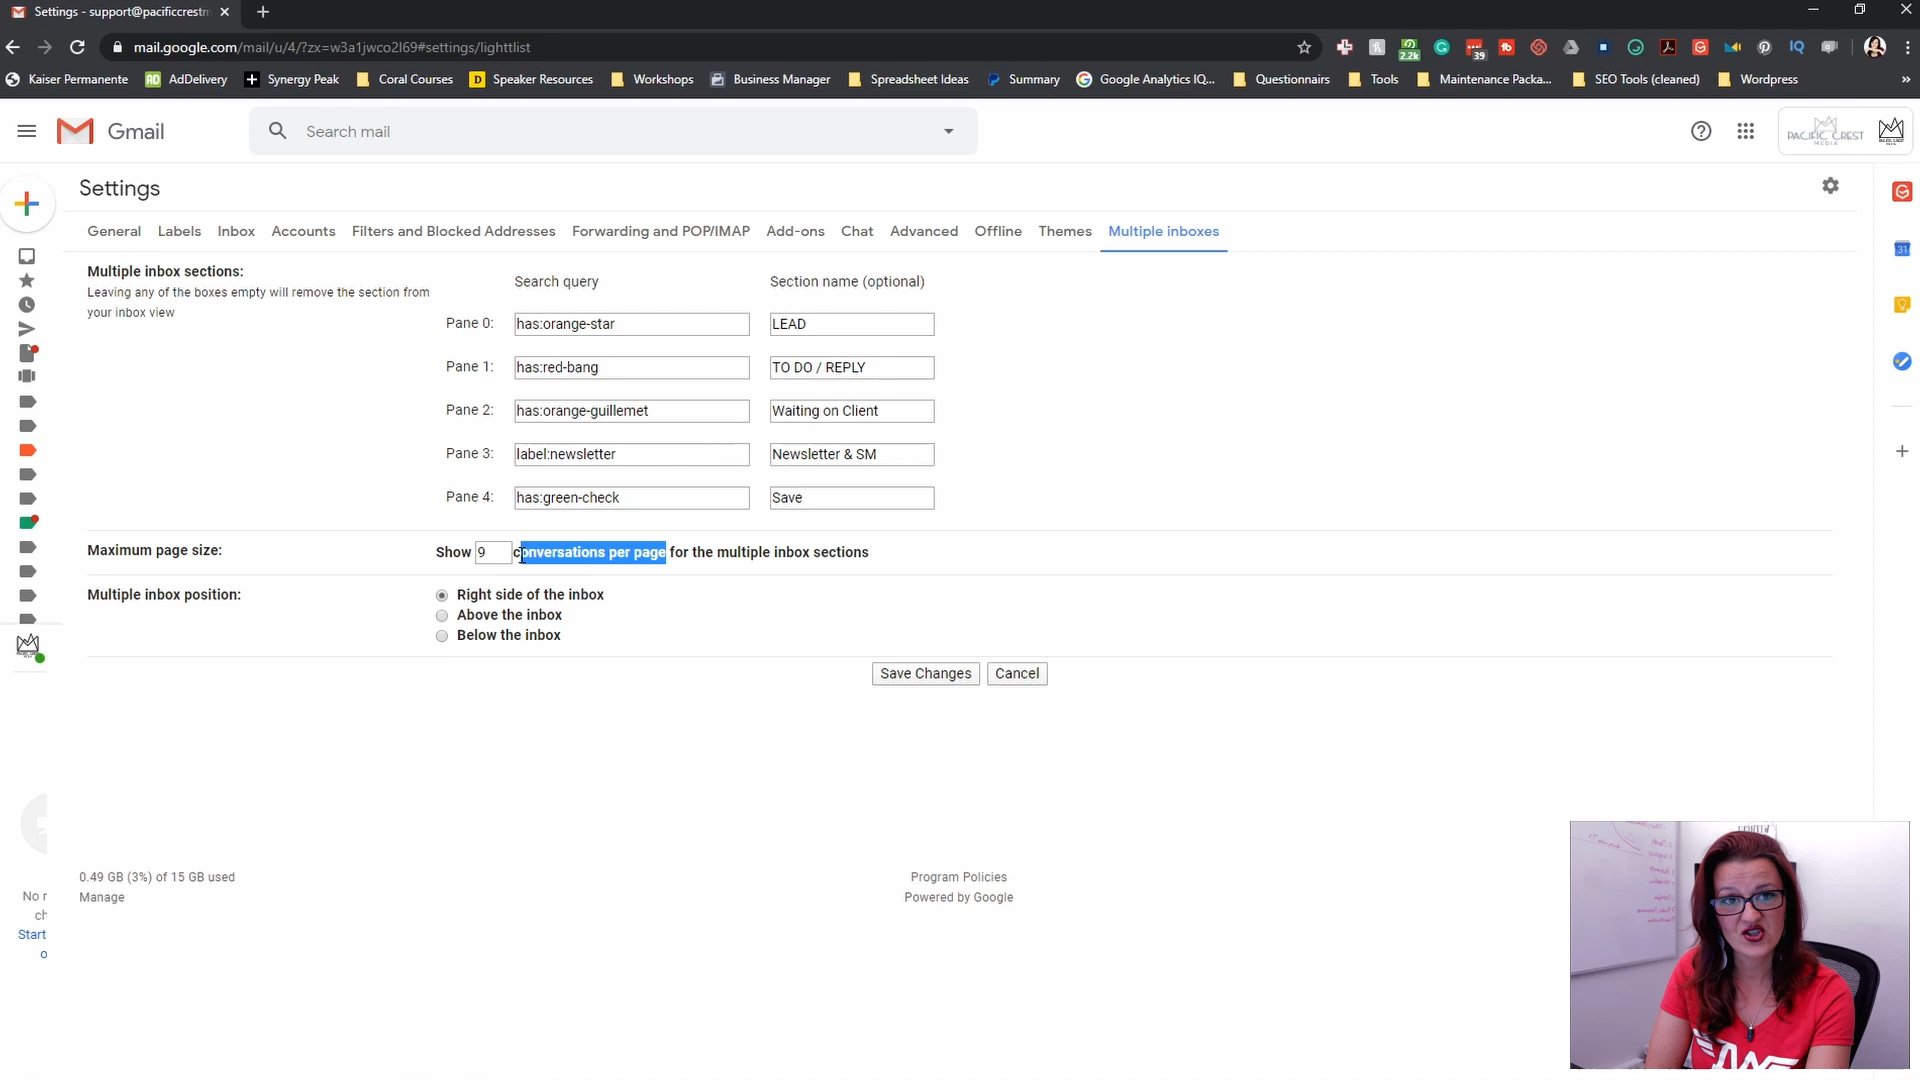 Settings - support@pacificcrestm
mail.google.com/mail/u/4/?zx=w3a1jwco2l69#settings/lighttlist
2.2k
39
Kaiser Permanente
AdDelivery
Synergy Peak
Coral Courses
Speaker Resources
Workshops
Business Manager
Spreadsheet Ideas
Summary
Google Analytics IQ...
Questionnairs
Tools
Maintenance Packa...
SEO Tools (cleaned)
Wordpress
Gmail
Search mail
PACIFIC CREST
MEDIA
Settings
General
Labels
Inbox
Accounts
Filters and Blocked Addresses
Forwarding and POP/IMAP
Add-ons
Chat
Advanced
Offline
Themes
Multiple inboxes
31
Multiple inbox sections:
Leaving any of the boxes empty will remove the section from
your inbox view
Search query
Section name (optional)
Pane 0: has:orange-star LEAD
Pane 1: has:red-bang TO DO / REPLY
Pane 2: has:orange-guillemet Waiting on Client
Pane 3: label:newsletter Newsletter & SM
Pane 4: has:green-check Save
Maximum page size:
Show 9 conversations per page for the multiple inbox sections
Multiple inbox position:
Right side of the inbox
Above the inbox
Below the inbox
Save Changes
Cancel
0.49 GB (3%) of 15 GB used
Manage
Program Policies
Powered by Google
No r
ch
Start
o